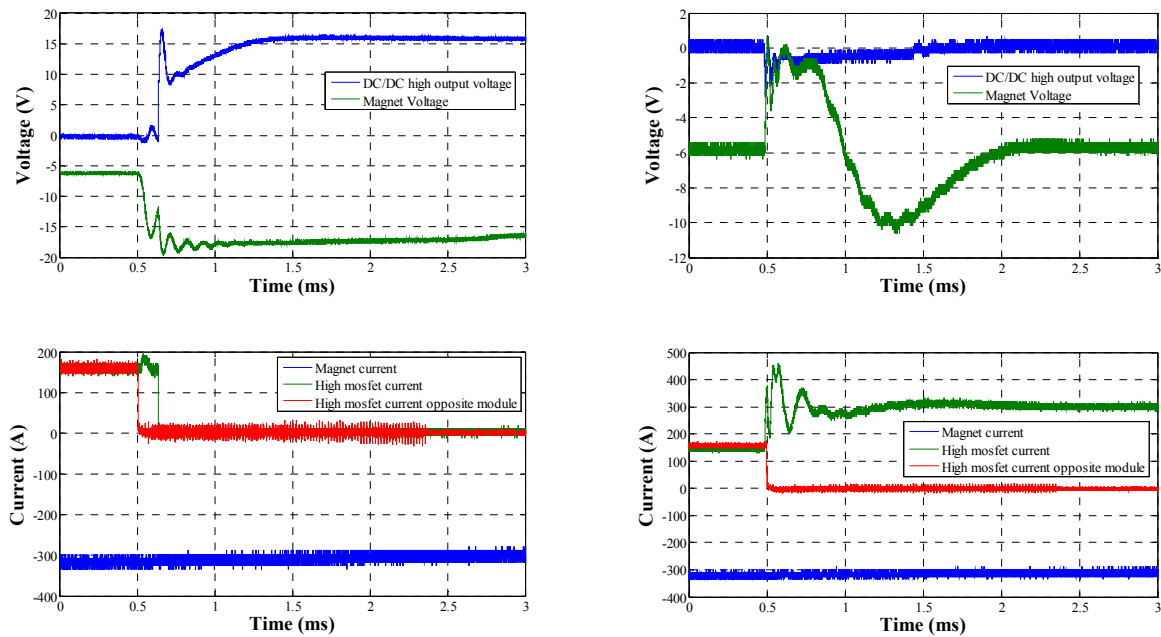 20
15
10
5
0
-5
-10
-15
-20
Voltage (V)
DC/DC high output voltage
Magnet Voltage
0 0.5 1 1.5 2 2.5 3
Time (ms)
2
0
-2
-4
-6
-8
-10
-12
Voltage (V)
DC/DC high output voltage
Magnet Voltage
0 0.5 1 1.5 2 2.5 3
Time (ms)
200
100
0
-100
-200
-300
-400
Current (A)
Magnet current
High mosfet current
High mosfet current opposite module
0 0.5 1 1.5 2 2.5 3
Time (ms)
500
400
300
200
100
0
-100
-200
-300
-400
Current (A)
Magnet current
High mosfet current
High mosfet current opposite module
0 0.5 1 1.5 2 2.5 3
Time (ms)